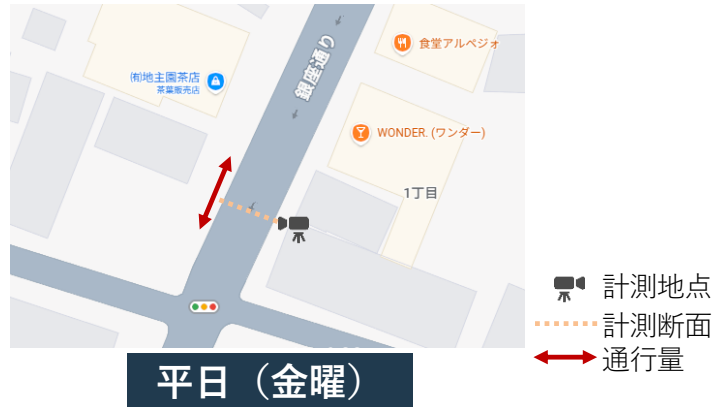 銀座通り
食堂アルペジオ
㈲地主園茶店
茶葉販売店
WONDER. (ワンダー)
1丁目
計測地点
計測断面
通行量
平日（金曜）